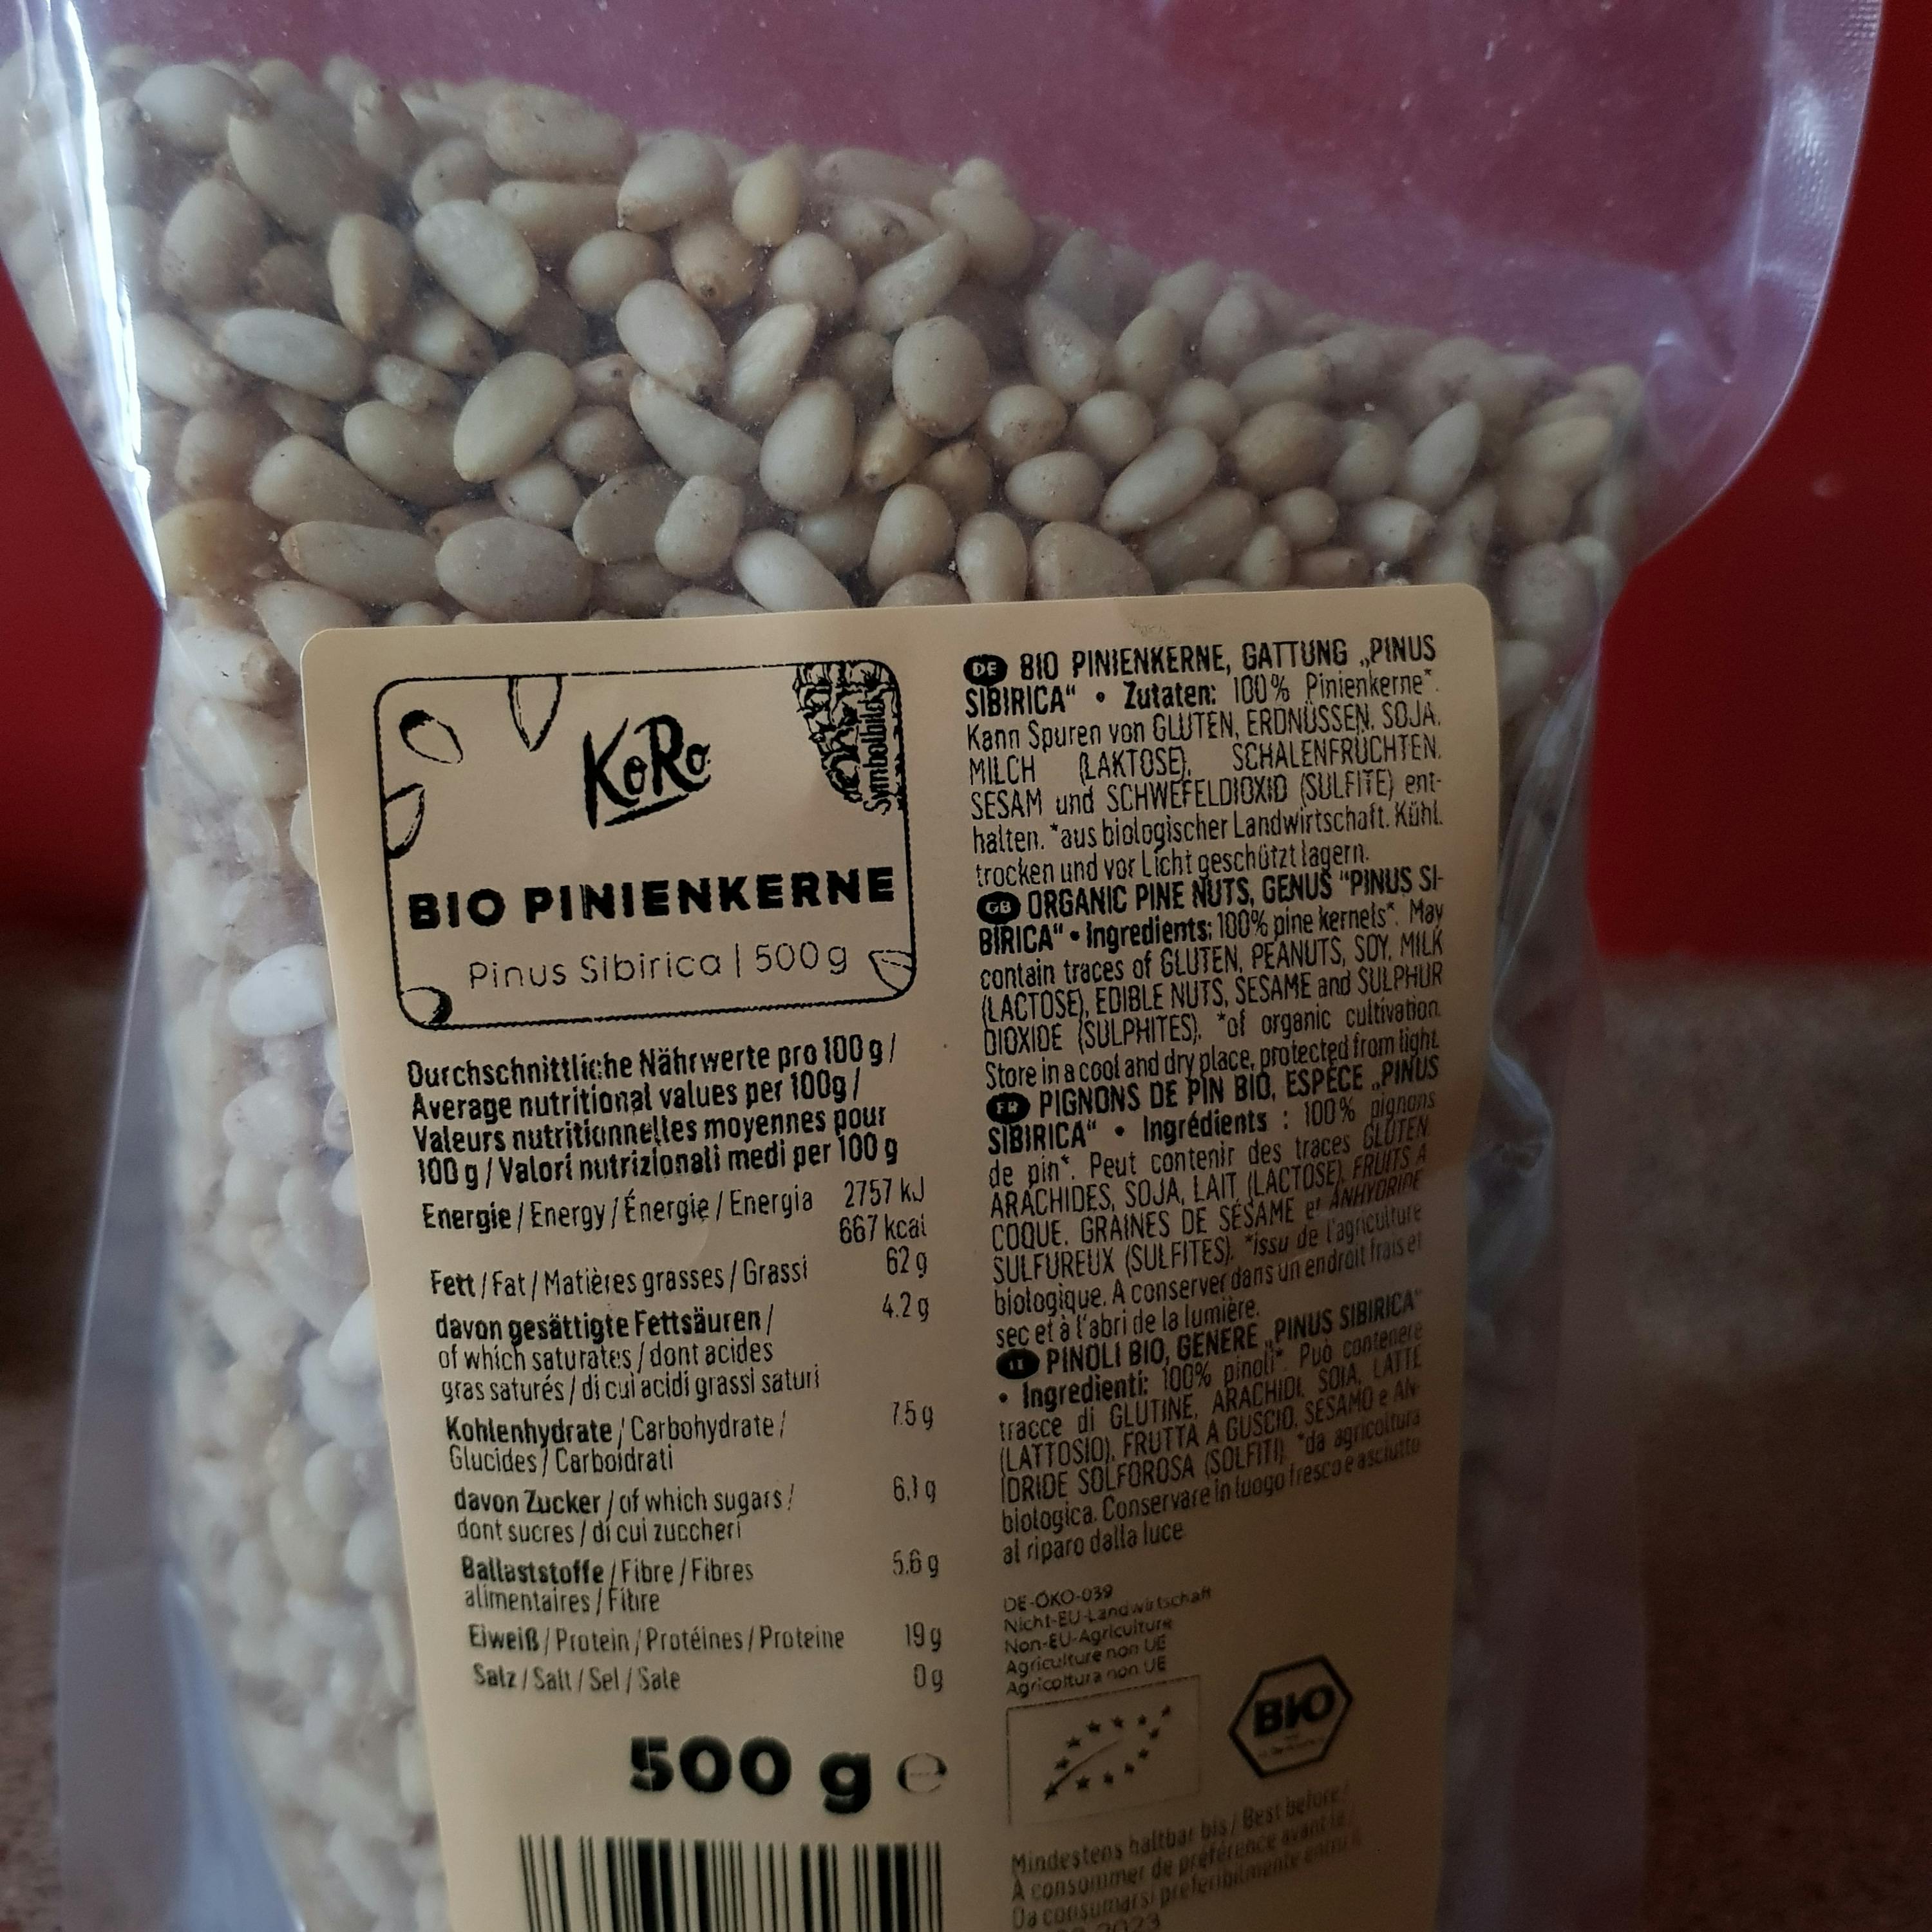 KoRo
Symbolbild
BIO PINIENKERNE
Pinus Sibirica | 500 g
Durchschnittliche Nährwerte pro 100 g /
Average nutritional values per 100g /
Valeurs nutritionnelles moyennes pour
100 g / Valori nutrizionali medi per 100 g
Energie / Energy / Énergie / Energia 2757 kJ
667 kcal
Fett / Fat / Matières grasses / Grassi 62 g
davon gesättigte Fettsäuren / 4.2 g
of which saturates / dont acides
gras saturés / di cui acidi grassi saturi
Kohlenhydrate / Carbohydrate / 7.5 g
Glucides / Carboidrati
davon Zucker / of which sugars / 6,1 g
dont sucres / di cui zuccheri
Ballaststoffe / Fibre / Fibres 5.6 g
alimentaires / Fibre
Eiweiß / Protein / Protéines / Proteine 19 g
Salz / Salt / Sel / Sale 0 g
500 g e
DE BIO PINIENKERNE, GATTUNG „PINUS
SIBIRICA“ • Zutaten: 100% Pinienkerne*.
Kann Spuren von GLUTEN, ERDNÜSSEN, SOJA,
MILCH (LAKTOSE), SCHALENFRÜCHTEN,
SESAM und SCHWEFELDIOXID (SULFITE) ent-
halten. *aus biologischer Landwirtschaft. Kühl,
trocken und vor Licht geschützt lagern.
GB ORGANIC PINE NUTS, GENUS "PINUS SI-
BIRICA" • Ingredients: 100% pine kernels*. May
contain traces of GLUTEN, PEANUTS, SOY, MILK
(LACTOSE), EDIBLE NUTS, SESAME and SULPHUR
DIOXIDE (SULPHITES). *of organic cultivation.
Store in a cool and dry place, protected from light.
FR PIGNONS DE PIN BIO, ESPÈCE „PINUS
SIBIRICA“ • Ingrédients : 100% pignons
de pin*. Peut contenir des traces GLUTEN
ARACHIDES, SOJA, LAIT (LACTOSE), FRUITS A
COQUE, GRAINES DE SÉSAME et ANHYDRIDE
SULFUREUX (SULFITES). *issu de l'agriculture
biologique. A conserver dans un endroit frais et
sec et à l'abri de la lumière.
IT PINOLI BIO, GENERE „PINUS SIBIRICA“
• Ingredienti: 100% pinoli*. Può contenere
tracce di GLUTINE, ARACHIDI, SOIA, LATTE
(LATTOSIO), FRUTTA A GUSCIO, SESAMO e AN-
IDRIDE SOLFOROSA (SOLFITI). *da agricoltura
biologica. Conservare in luogo fresco e asciutto
al riparo dalla luce
DE-ÖKO-039
Nicht-EU-Landwirtschaft
Non-EU-Agriculture
Agriculture non UE
Agricoltura non UE
BIO
Mindestens haltbar bis / Best before /
À consommer de préférence avant le /
Da consumarsi preferibilmente entro il
2023